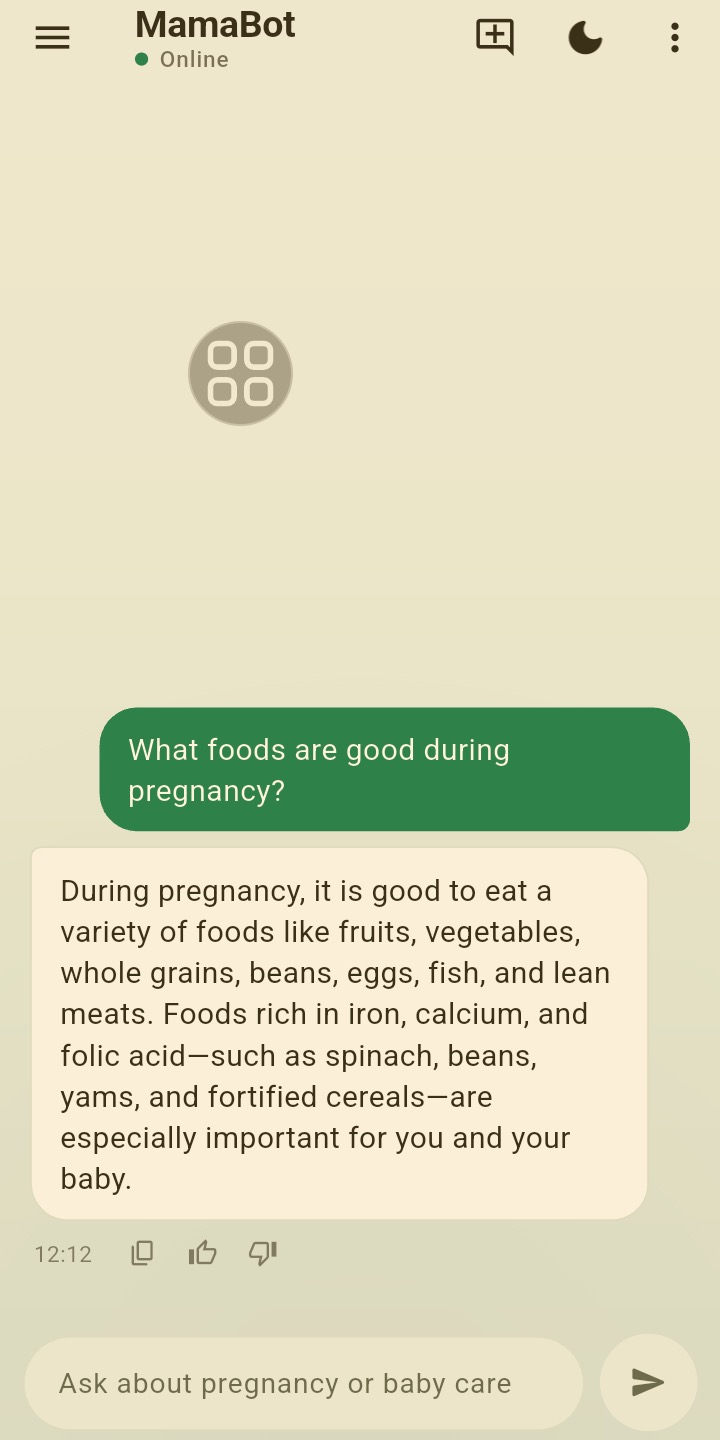 MamaBot
Online
What foods are good during
pregnancy?
During pregnancy, it is good to eat a
variety of foods like fruits, vegetables,
whole grains, beans, eggs, fish, and lean
meats. Foods rich in iron, calcium, and
folic acid—such as spinach, beans,
yams, and fortified cereals—are
especially important for you and your
baby.
12:12
Ask about pregnancy or baby care